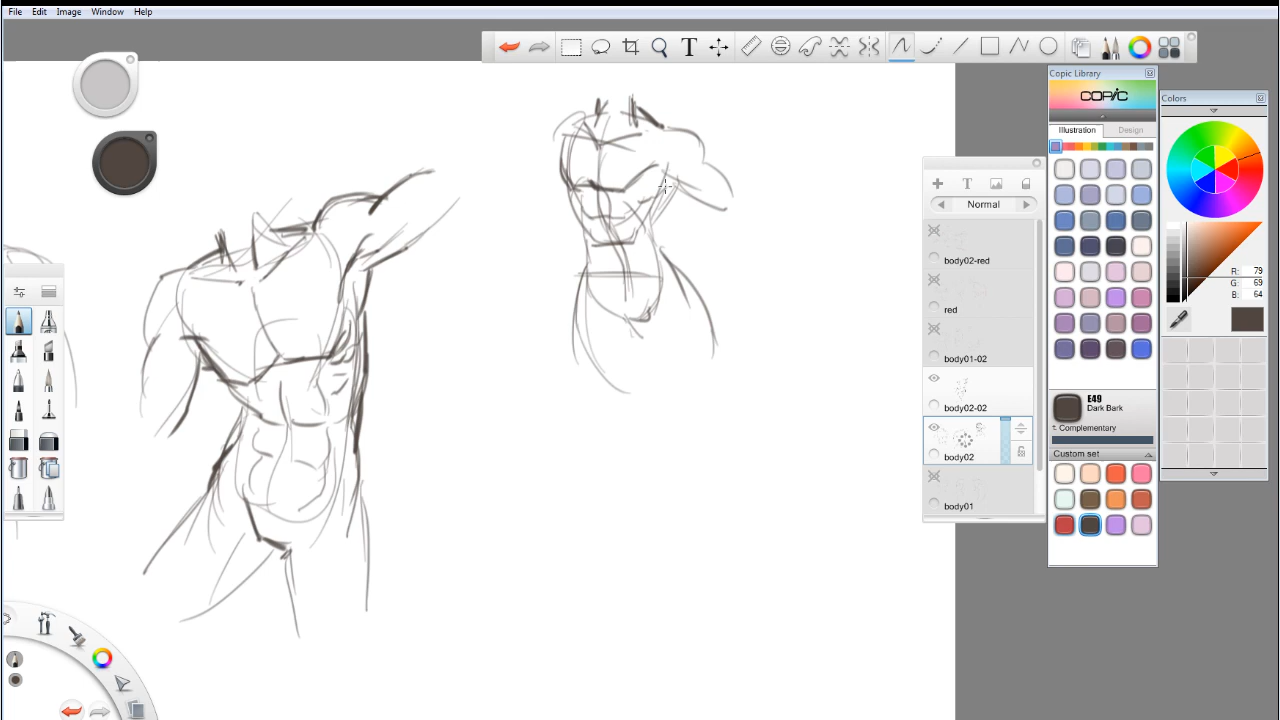 File Edit Image Window Help
T
Copic Library
COPIC
Illustration Design
Colors
T
Normal
body02-red
red
body01-02
body02-02
body02
body01
R: 79
G: 69
B: 64
E49
Dark Bark
Complementary
Custom set